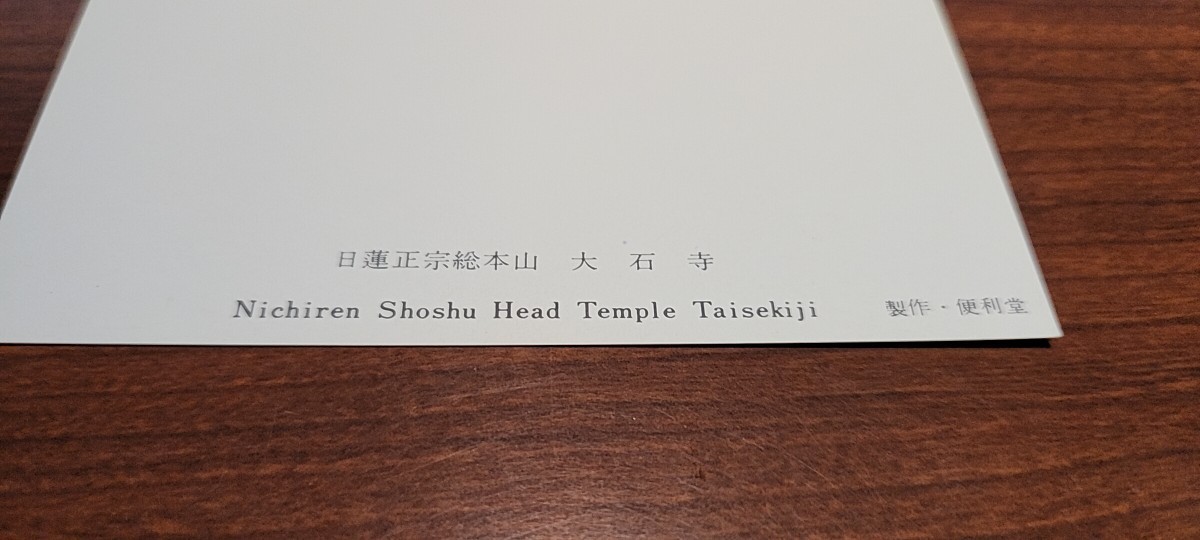 日蓮正宗総本山　大　石　寺
Nichiren Shoshu Head Temple Taisekiji
製作・便利堂